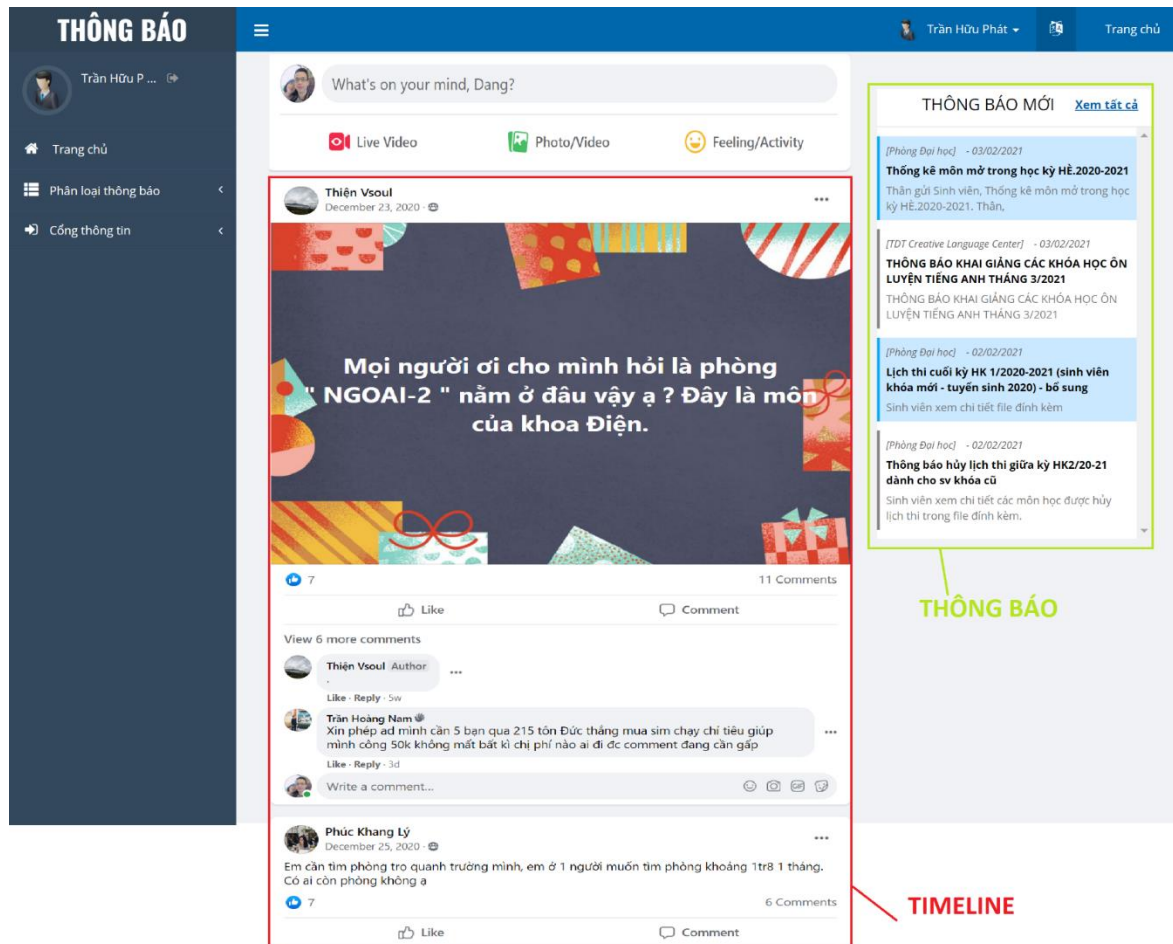 THÔNG BÁO
Trần Hữu Phát
Trang chủ
Trần Hữu P ...
Trang chủ
Phân loại thông báo
Cổng thông tin
What's on your mind, Dang?
Live Video
Photo/Video
Feeling/Activity
Thiện Vsoul
December 23, 2020 ·
Mọi người ơi cho mình hỏi là phòng
" NGOAI-2 " nằm ở đâu vậy ạ ? Đây là môn
của khoa Điện.
7
11 Comments
Like
Comment
View 6 more comments
Thiện Vsoul Author
.
Like · Reply · 5w
Trần Hoàng Nam
Xin phép ad mình cần 5 bạn qua 215 tôn Đức thắng mua sim chạy chỉ tiêu giúp
mình công 50k không mất bất kì chị phí nào ai đi đc comment đang cần gấp
Like · Reply · 3d
Write a comment...
GIF
Phúc Khang Lý
December 25, 2020 ·
Em cần tìm phòng trọ quanh trường mình, em ở 1 người muốn tìm phòng khoảng 1tr8 1 tháng.
Có ai còn phòng không ạ
7
6 Comments
Like
Comment
THÔNG BÁO MỚI
Xem tất cả
[Phòng Đại học] - 03/02/2021
Thống kê môn mở trong học kỳ HÈ.2020-2021
Thân gửi Sinh viên, Thống kê môn mở trong học
kỳ HÈ.2020-2021. Thân,
[TDT Creative Language Center] - 03/02/2021
THÔNG BÁO KHAI GIẢNG CÁC KHÓA HỌC ÔN
LUYỆN TIẾNG ANH THÁNG 3/2021
THÔNG BÁO KHAI GIẢNG CÁC KHÓA HỌC ÔN
LUYỆN TIẾNG ANH THÁNG 3/2021
[Phòng Đại học] - 02/02/2021
Lịch thi cuối kỳ HK 1/2020-2021 (sinh viên
khóa mới - tuyển sinh 2020) - bổ sung
Sinh viên xem chi tiết file đính kèm
[Phòng Đại học] - 02/02/2021
Thông báo hủy lịch thi giữa kỳ HK2/20-21
dành cho sv khóa cũ
Sinh viên xem chi tiết các môn học được hủy
lịch thi trong file đính kèm.
THÔNG BÁO
TIMELINE